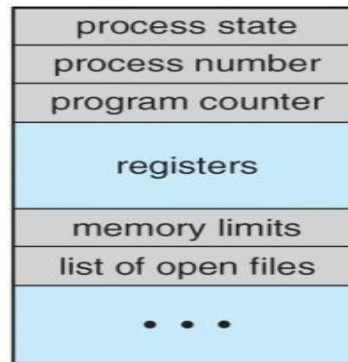 process state
process number
program counter
registers
memory limits
list of open files
• • •